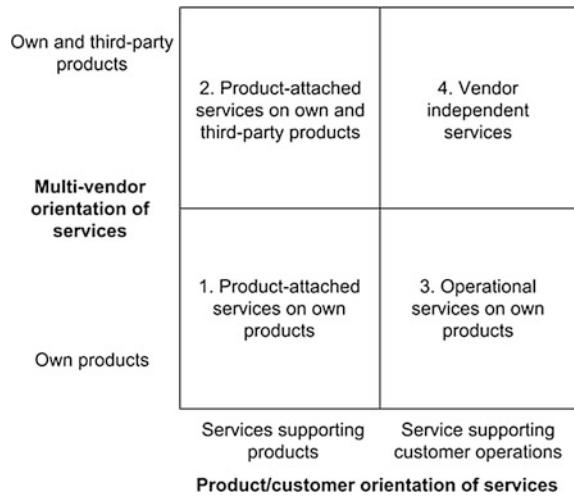 Own and third-party
products
2. Product-attached
services on own and
third-party products
4. Vendor
independent
services
Multi-vendor
orientation of
services
1. Product-attached
services on own
products
3. Operational
services on own
products
Own products
Services supporting
products
Service supporting
customer operations
Product/customer orientation of services